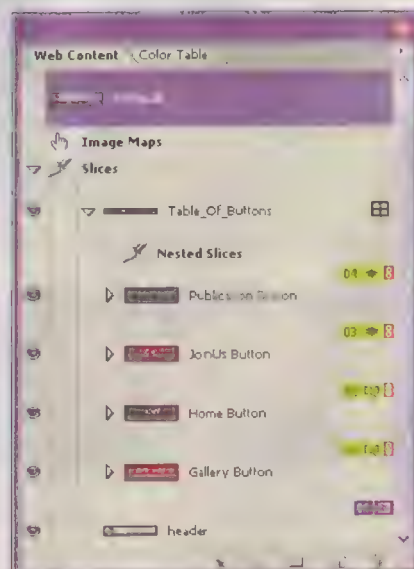 Web Content Color Table
Image Maps
Slices
Table_Of_Buttons
Nested Slices
04
Publication Button
03
JoinUs Button
Home Button
Gallery Button
header